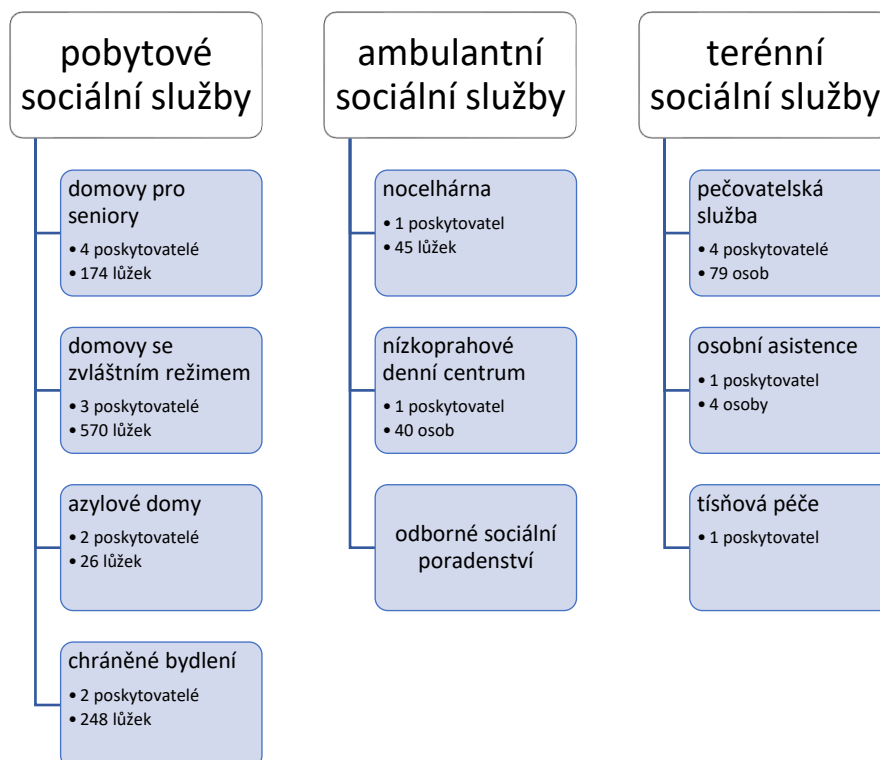 pobytové
sociální služby
domovy pro
seniory
• 4 poskytovatelé
• 174 lůžek
domovy se
zvláštním režimem
• 3 poskytovatelé
• 570 lůžek
azylové domy
• 2 poskytovatelé
• 26 lůžek
chráněné bydlení
• 2 poskytovatelé
• 248 lůžek
ambulantní
sociální služby
nocelhárna
• 1 poskytovatel
• 45 lůžek
nízkoprahové
denní centrum
• 1 poskytovatel
• 40 osob
odborné sociální
poradenství
terénní
sociální služby
pečovatelská
služba
• 4 poskytovatelé
• 79 osob
osobní asistence
• 1 poskytovatel
• 4 osoby
tísňová péče
• 1 poskytovatel